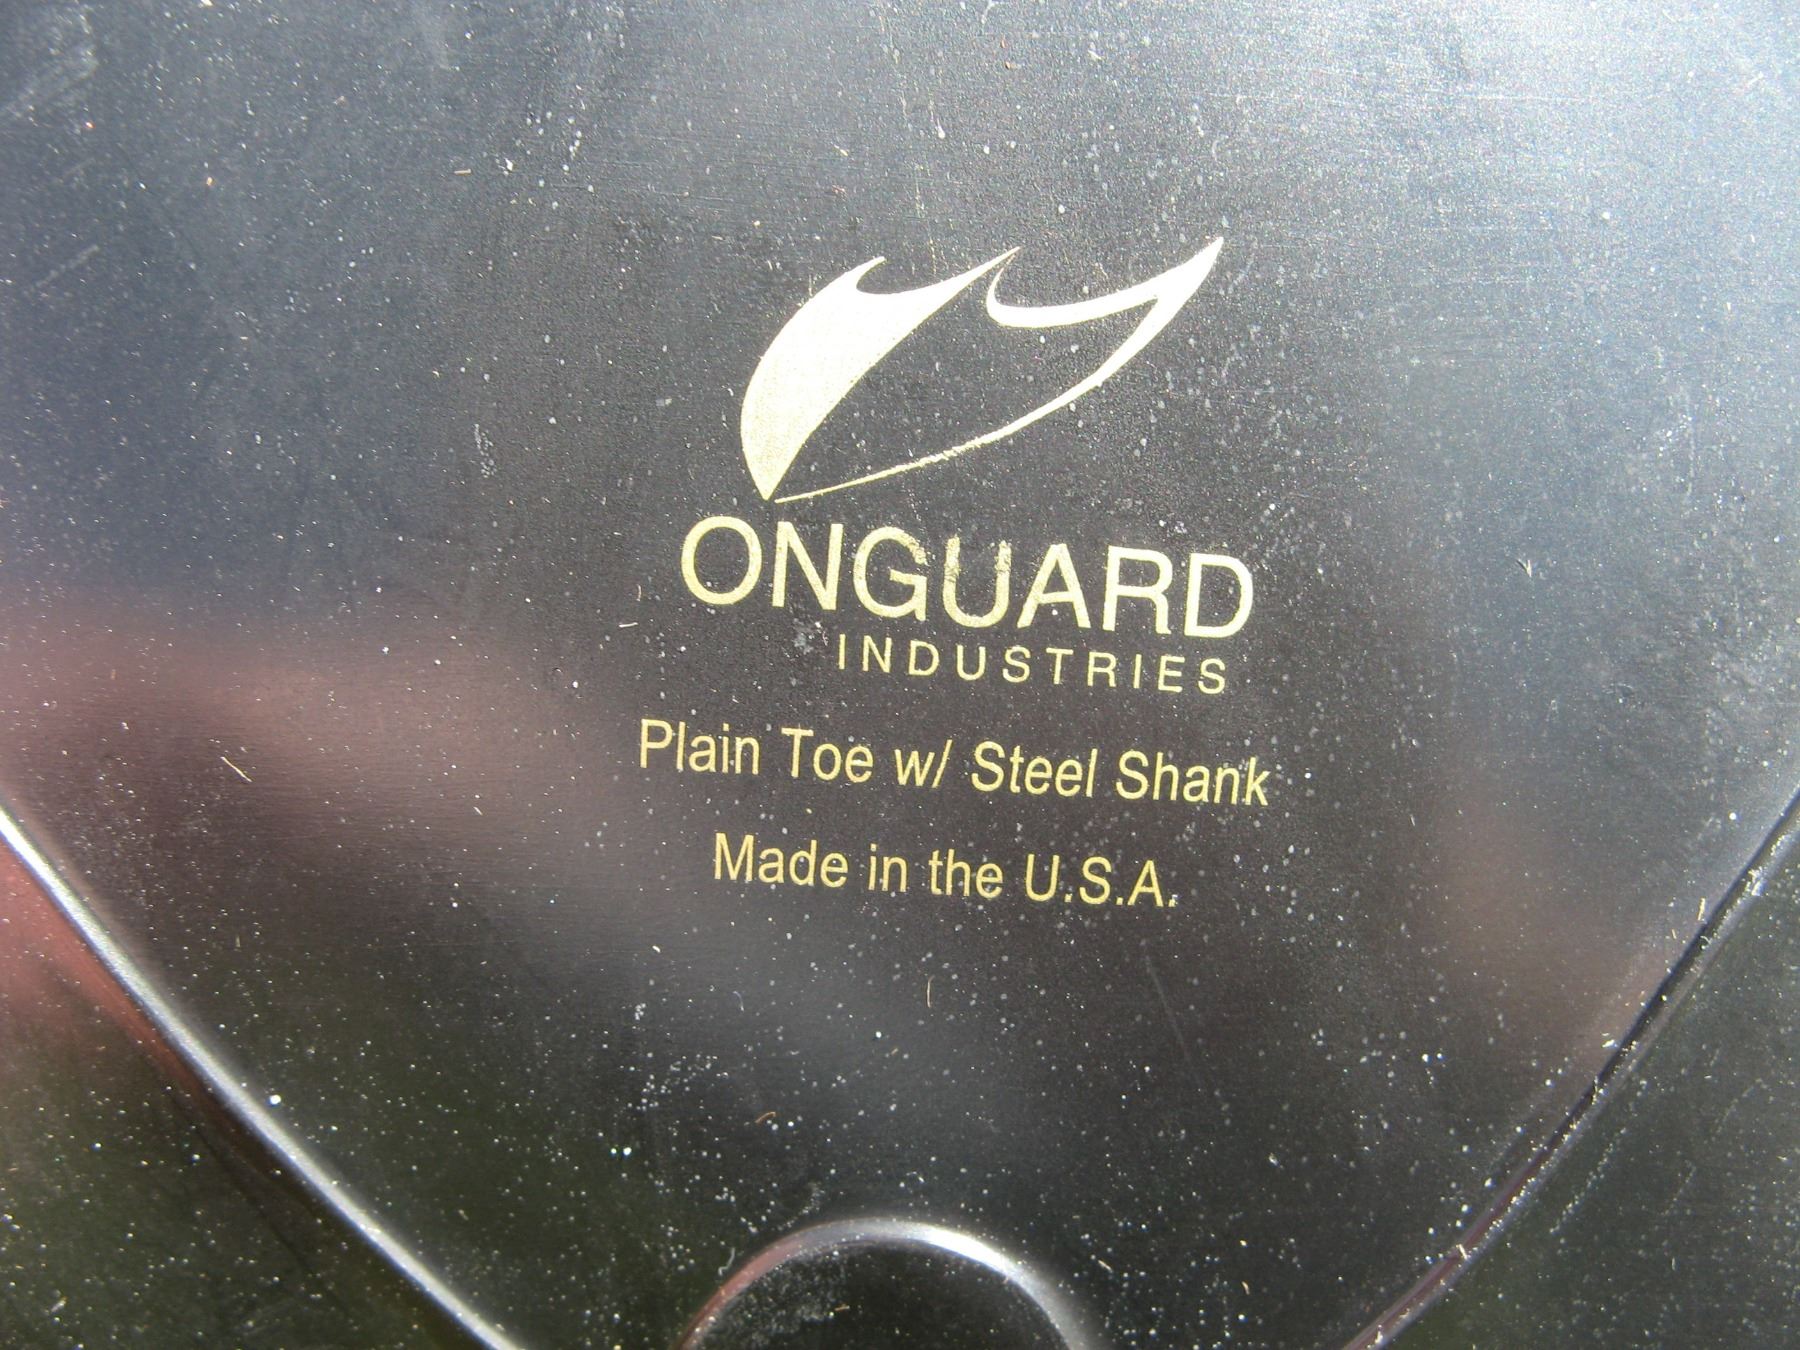 ONGUARD
INDUSTRIES
Plain Toe w/ Steel Shank
Made in the U.S.A.